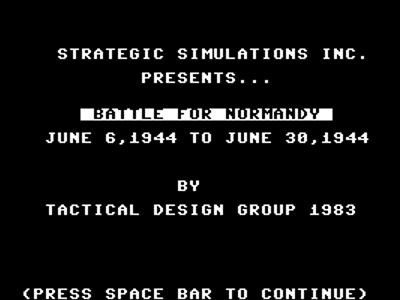 STRATEGIC SIMULATIONS INC.
PRESENTS...
BATTLE FOR NORMANDY
JUNE 6,1944 TO JUNE 30,1944
BY
TACTICAL DESIGN GROUP 1983
(PRESS SPACE BAR TO CONTINUE)